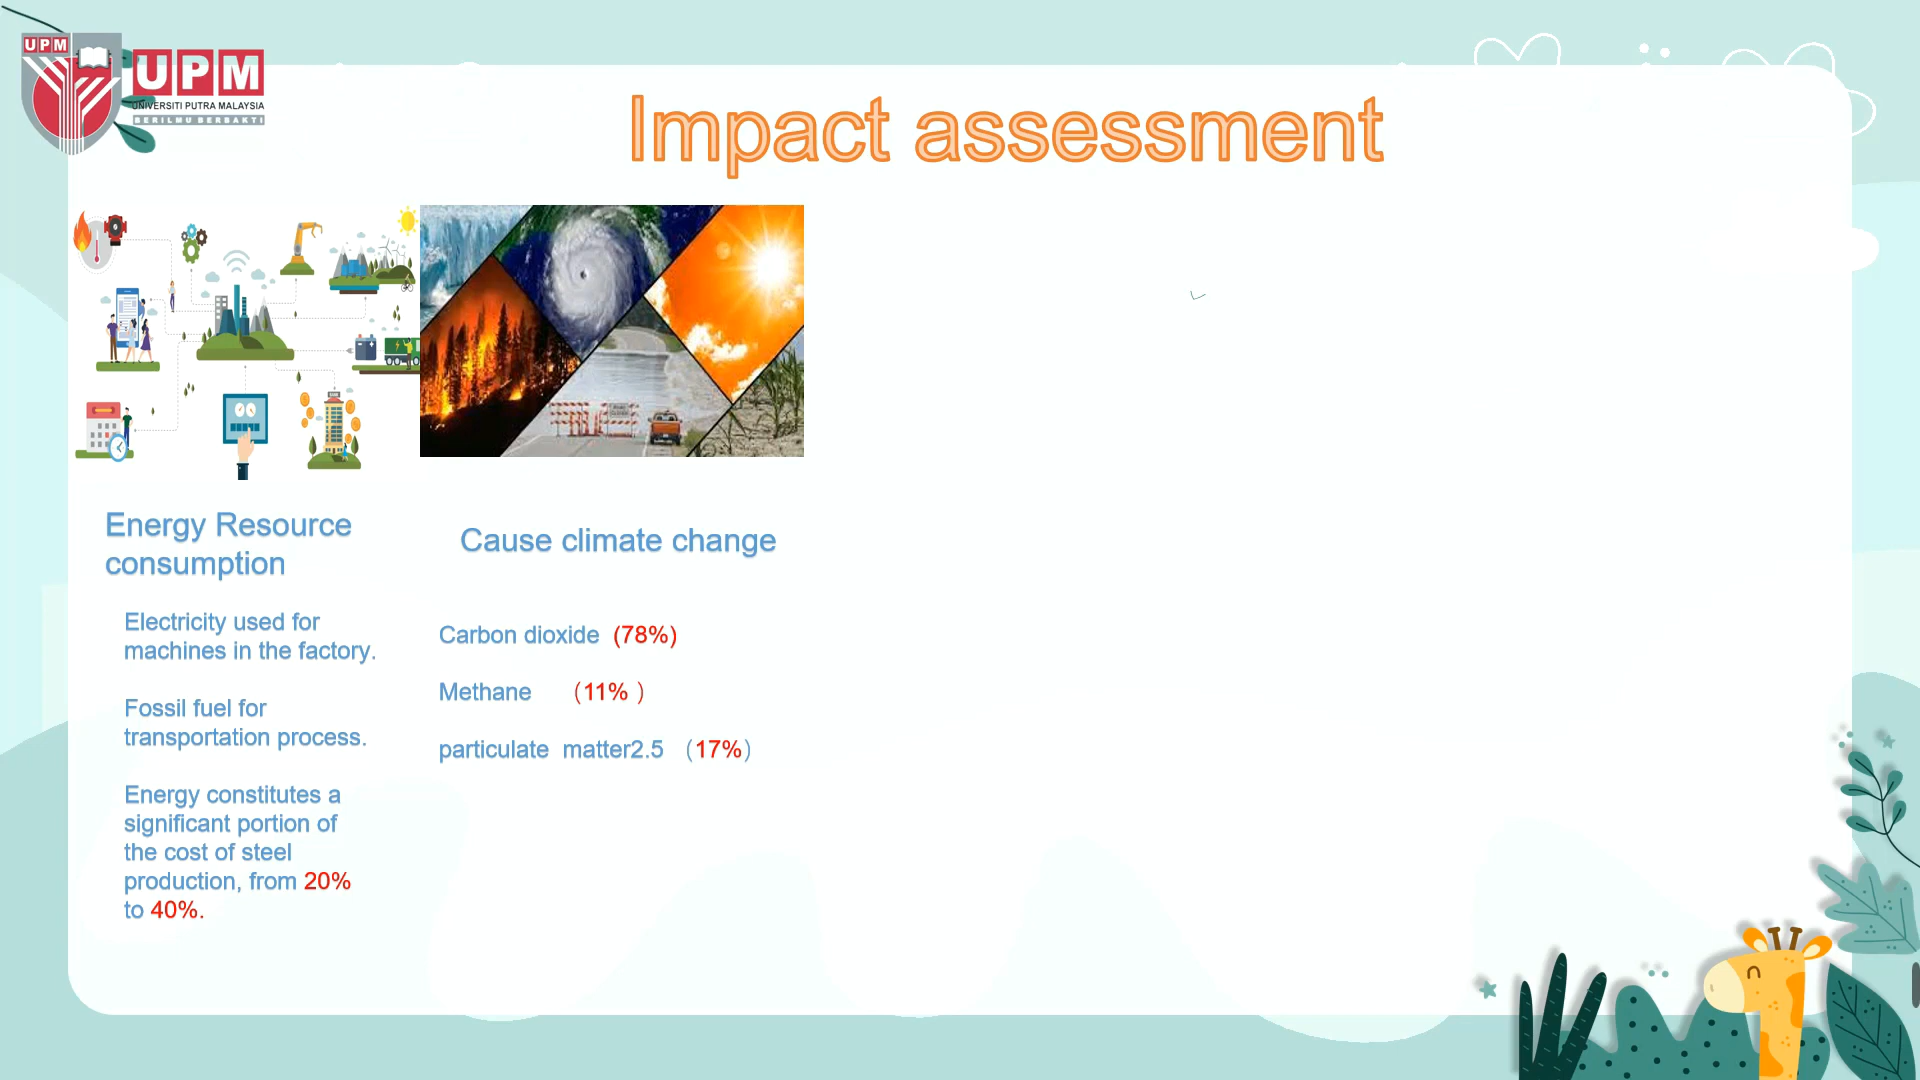 UPM
UPM
UNIVERSITI PUTRA MALAYSIA
BERILMU BERBAKTI
Impact assessment
Energy Resource
consumption
Electricity used for
machines in the factory.
Fossil fuel for
transportation process.
Energy constitutes a
significant portion of
the cost of steel
production, from 20%
to 40%.
Cause climate change
Carbon dioxide (78%)
Methane （11% ）
particulate matter2.5 （17%）